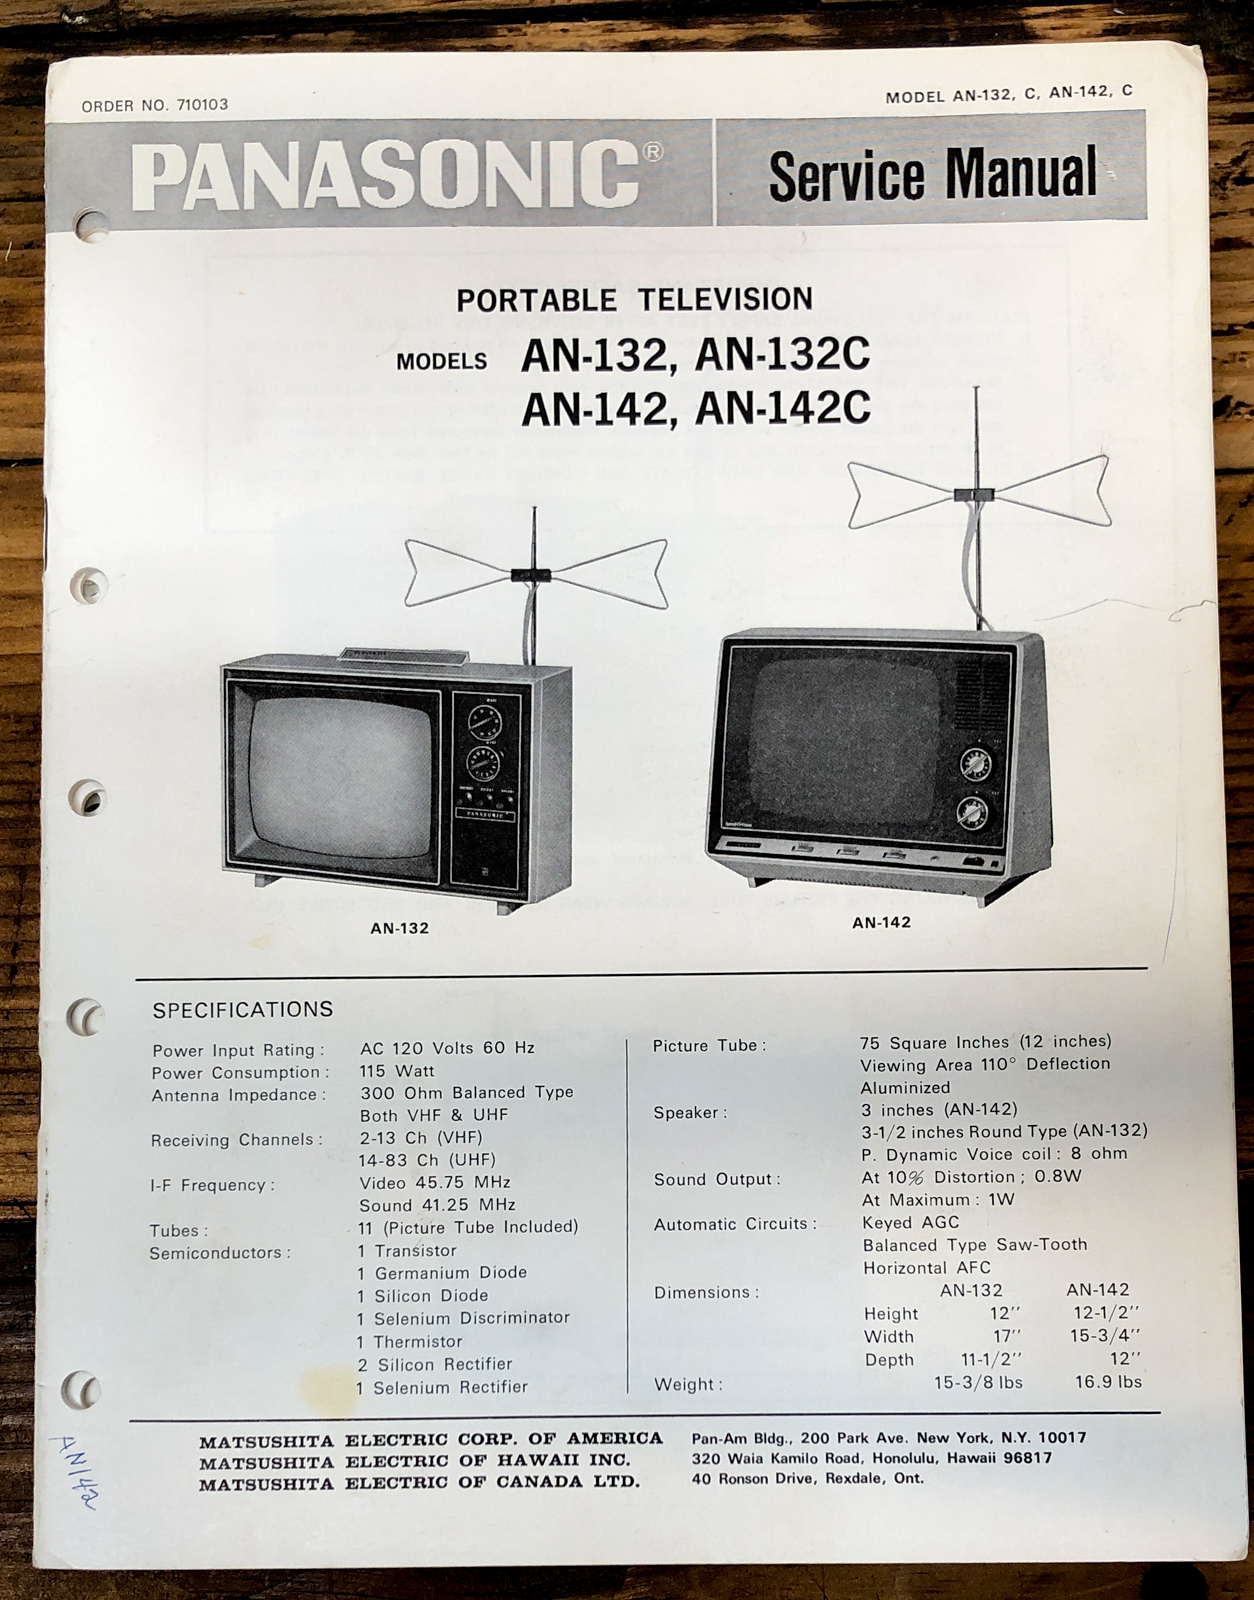 ORDER NO. 710103
MODEL AN-132, C, AN-142, C
PANASONIC®
Service Manual
PORTABLE TELEVISION
MODELS AN-132, AN-132C
AN-142, AN-142C
PANASONIC
AN-132
AN-142
SPECIFICATIONS
Power Input Rating : AC 120 Volts 60 Hz
Power Consumption : 115 Watt
Antenna Impedance : 300 Ohm Balanced Type
Both VHF & UHF
Receiving Channels : 2-13 Ch (VHF)
14-83 Ch (UHF)
I-F Frequency : Video 45.75 MHz
Sound 41.25 MHz
Tubes : 11 (Picture Tube Included)
Semiconductors : 1 Transistor
1 Germanium Diode
1 Silicon Diode
1 Selenium Discriminator
1 Thermistor
2 Silicon Rectifier
1 Selenium Rectifier
Picture Tube : 75 Square Inches (12 inches)
Viewing Area 110° Deflection
Aluminized
Speaker : 3 inches (AN-142)
3-1/2 inches Round Type (AN-132)
P. Dynamic Voice coil : 8 ohm
Sound Output : At 10% Distortion ; 0.8W
At Maximum : 1W
Automatic Circuits : Keyed AGC
Balanced Type Saw-Tooth
Horizontal AFC
Dimensions : AN-132 AN-142
Height 12'' 12-1/2''
Width 17'' 15-3/4''
Depth 11-1/2'' 12''
Weight : 15-3/8 lbs 16.9 lbs
MATSUSHITA ELECTRIC CORP. OF AMERICA Pan-Am Bldg., 200 Park Ave. New York, N.Y. 10017
MATSUSHITA ELECTRIC OF HAWAII INC. 320 Waia Kamilo Road, Honolulu, Hawaii 96817
MATSUSHITA ELECTRIC OF CANADA LTD. 40 Ronson Drive, Rexdale, Ont.
AN142